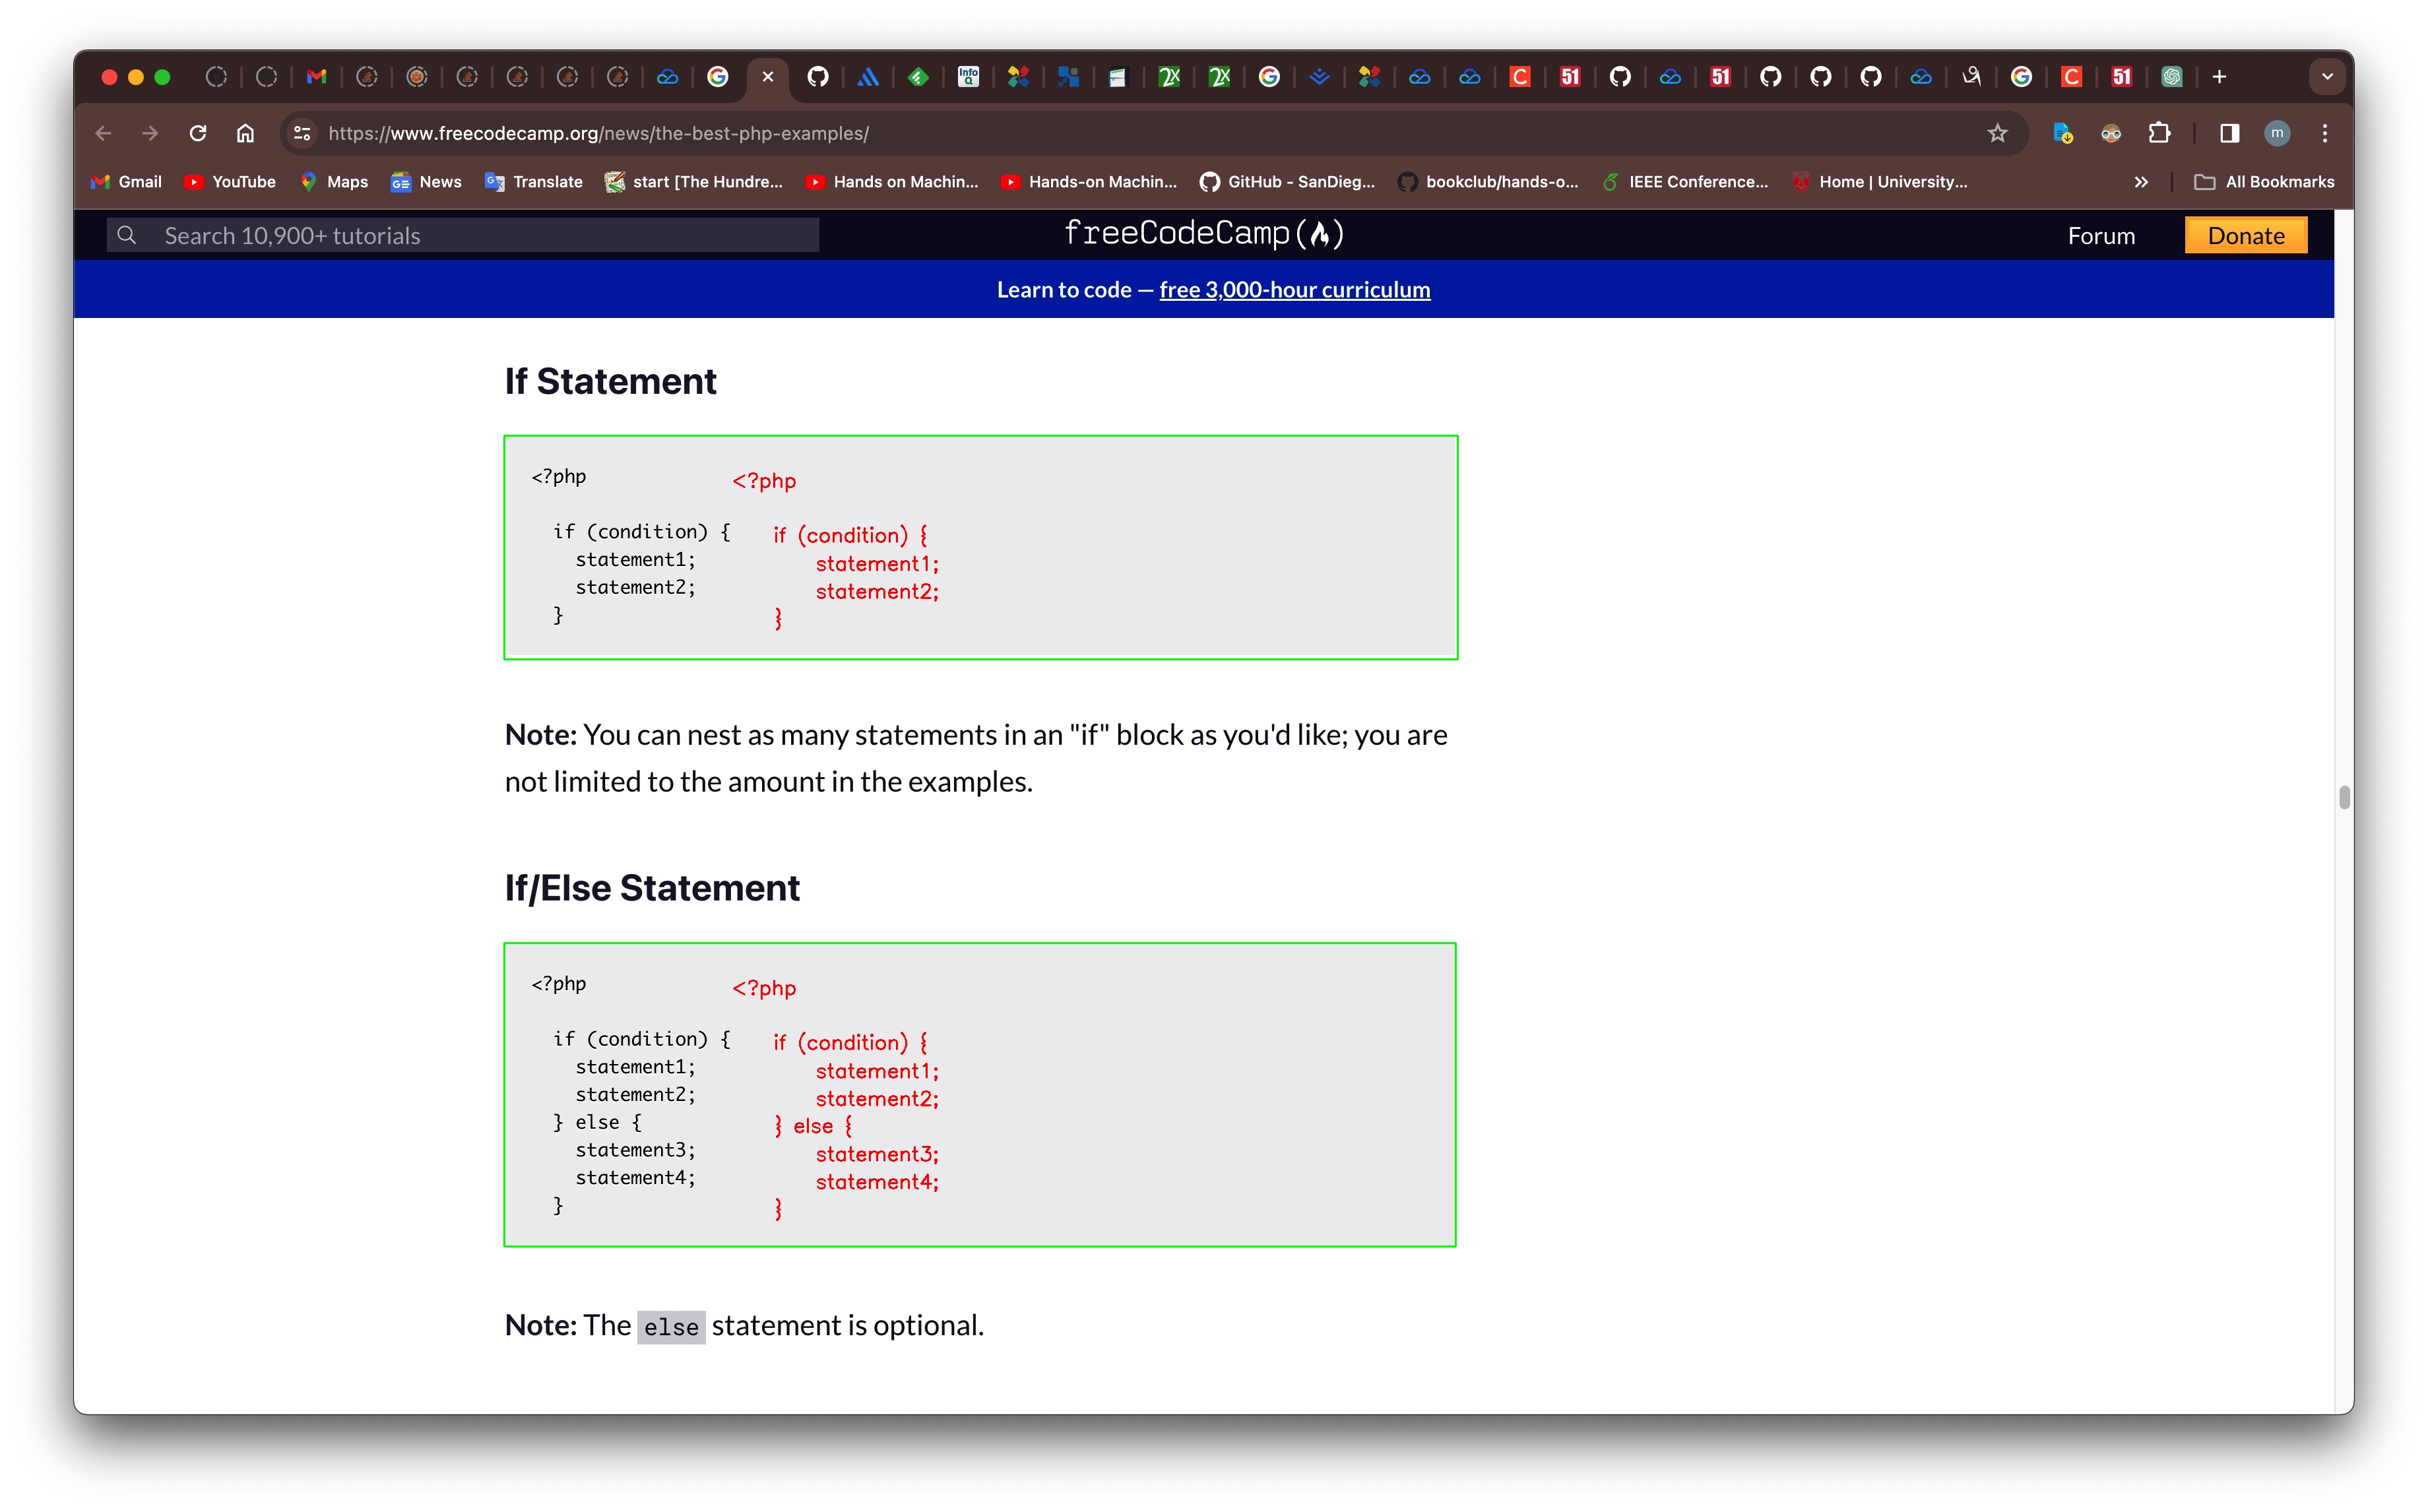 https://www.freecodecamp.org/news/the-best-php-examples/
m
Gmail YouTube Maps News Translate start [The Hundre... Hands on Machin... Hands-on Machin... GitHub - SanDieg... bookclub/hands-o... IEEE Conference... Home | University... All Bookmarks
Search 10,900+ tutorials freeCodeCamp Forum Donate
Learn to code — free 3,000-hour curriculum
If Statement
<?php
if (condition) {
statement1;
statement2;
}
<?php
if (condition) {
statement1;
statement2;
}
Note: You can nest as many statements in an "if" block as you'd like; you are
not limited to the amount in the examples.
If/Else Statement
<?php
if (condition) {
statement1;
statement2;
} else {
statement3;
statement4;
}
<?php
if (condition) {
statement1;
statement2;
} else {
statement3;
statement4;
}
Note: The else statement is optional.